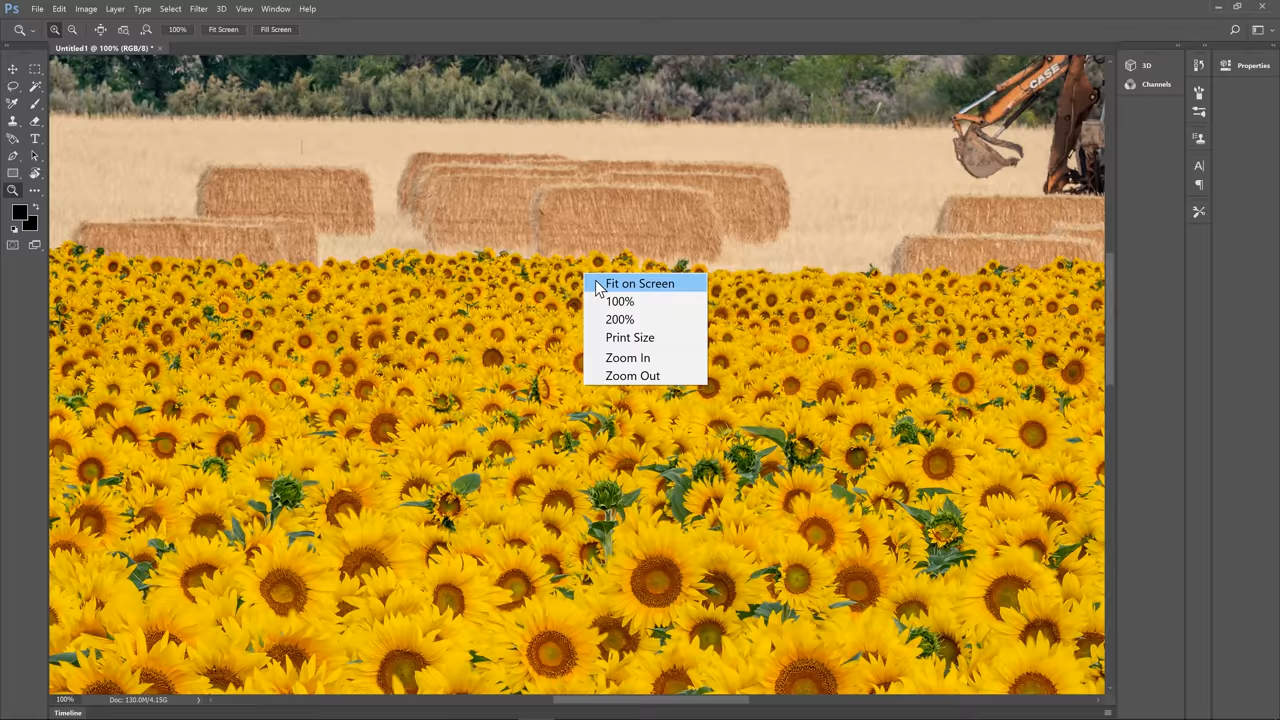 Ps File Edit Image Layer Type Select Filter 3D View Window Help
100% Fit Screen Fill Screen
Untitled1 @ 100% (RGB/8) * ×
3D
Properties
Channels
CASE
Fit on Screen
100%
200%
Print Size
Zoom In
Zoom Out
100% Doc: 130.0M/4.15G
Timeline